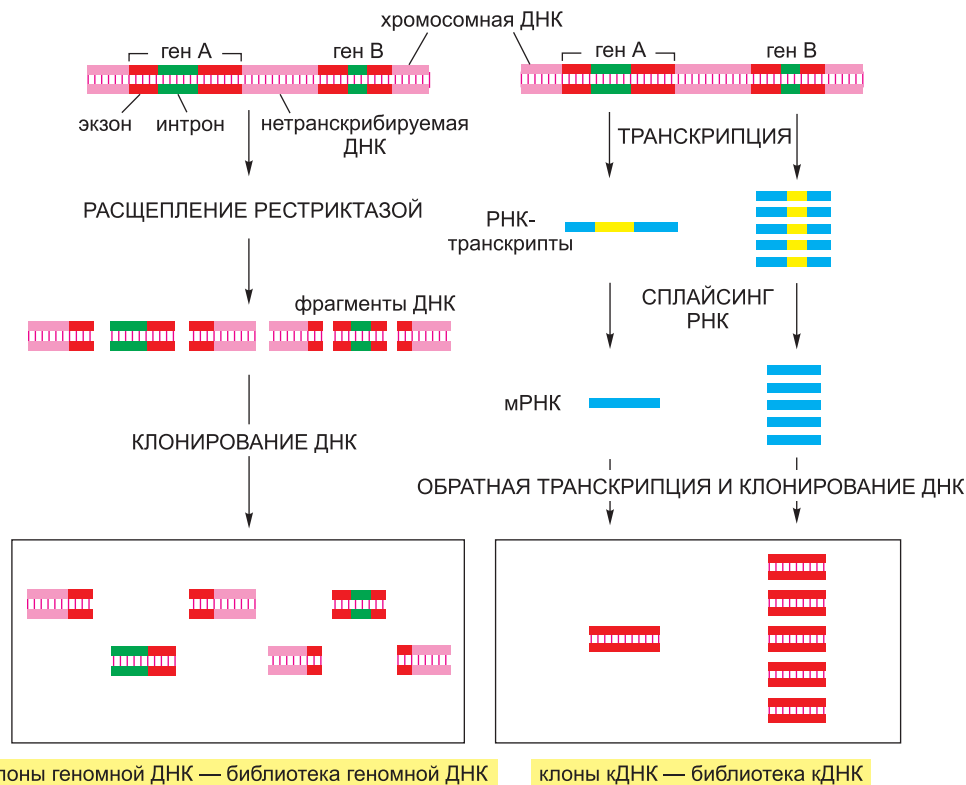 хромосомная ДНК
ген А
ген В
ген А
ген В
экзон
интрон
нетранскрибируемая
ДНК
ТРАНСКРИПЦИЯ
РАСЩЕПЛЕНИЕ РЕСТРИКТАЗОЙ
РНК-
транскрипты
фрагменты ДНК
СПЛАЙСИНГ
РНК
мРНК
КЛОНИРОВАНИЕ ДНК
ОБРАТНАЯ ТРАНСКРИПЦИЯ И КЛОНИРОВАНИЕ ДНК
лоны геномной ДНК — библиотека геномной ДНК
клоны кДНК — библиотека кДНК